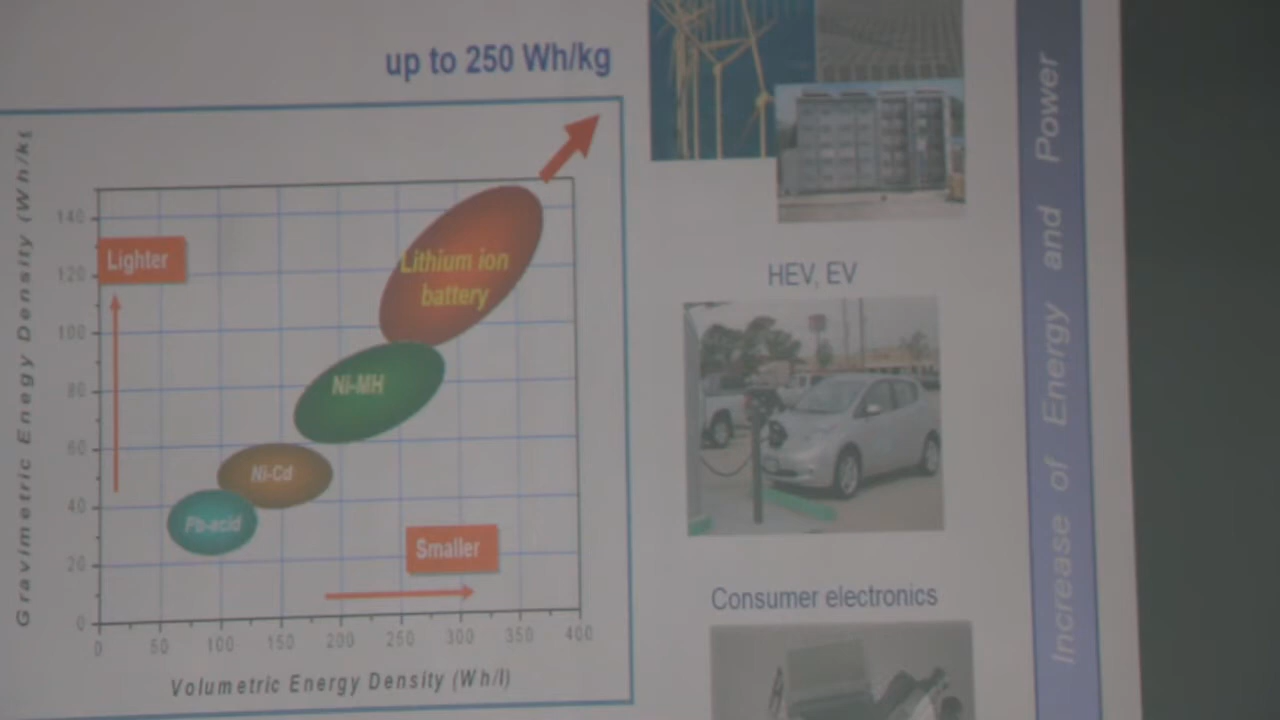 up to 250 Wh/kg
Gravimetric Energy Density (Wh/kg
140
120
100
80
60
40
20
0
Lighter
Lithium ion
battery
Ni-MH
Ni-Cd
Pb-acid
Smaller
0 50 100 150 200 250 300 350 400
Volumetric Energy Density (Wh/l)
HEV, EV
Consumer electronics
Increase of Energy and Power